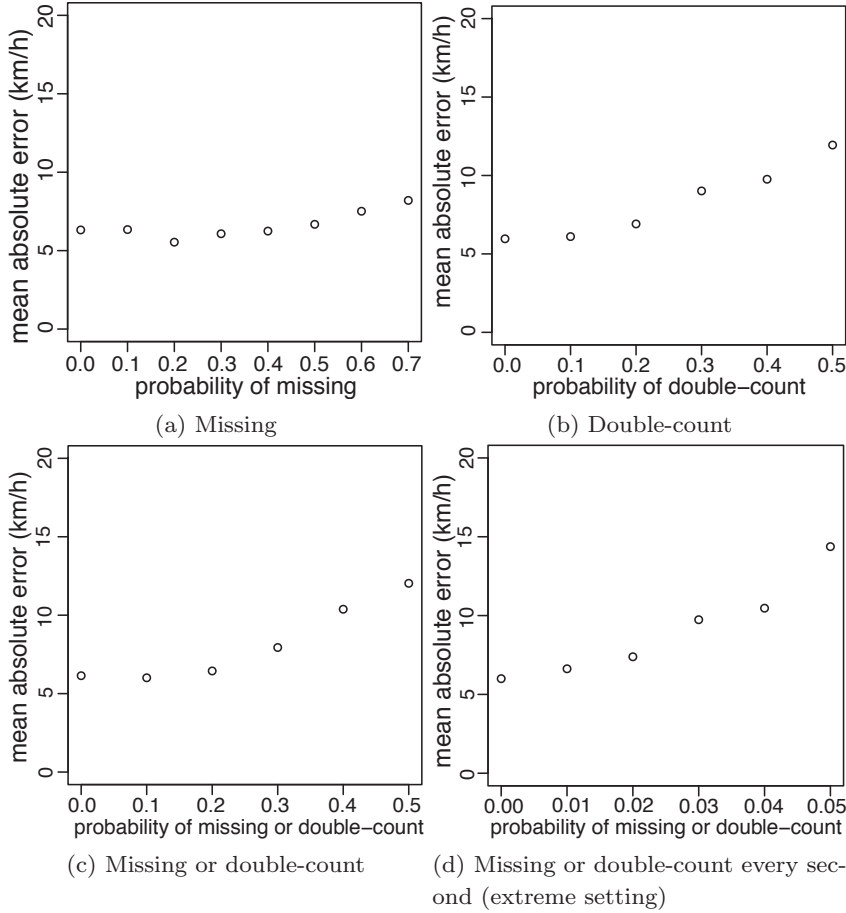 mean absolute error (km/h)
20
15
10
5
0
0.0 0.1 0.2 0.3 0.4 0.5 0.6 0.7
probability of missing
(a) Missing
mean absolute error (km/h)
20
15
10
5
0
0.0 0.1 0.2 0.3 0.4 0.5
probability of double−count
(b) Double-count
mean absolute error (km/h)
20
15
10
5
0
0.0 0.1 0.2 0.3 0.4 0.5
probability of missing or double−count
(c) Missing or double-count
mean absolute error (km/h)
20
15
10
5
0
0.00 0.01 0.02 0.03 0.04 0.05
probability of missing or double−count
(d) Missing or double-count every sec-
ond (extreme setting)